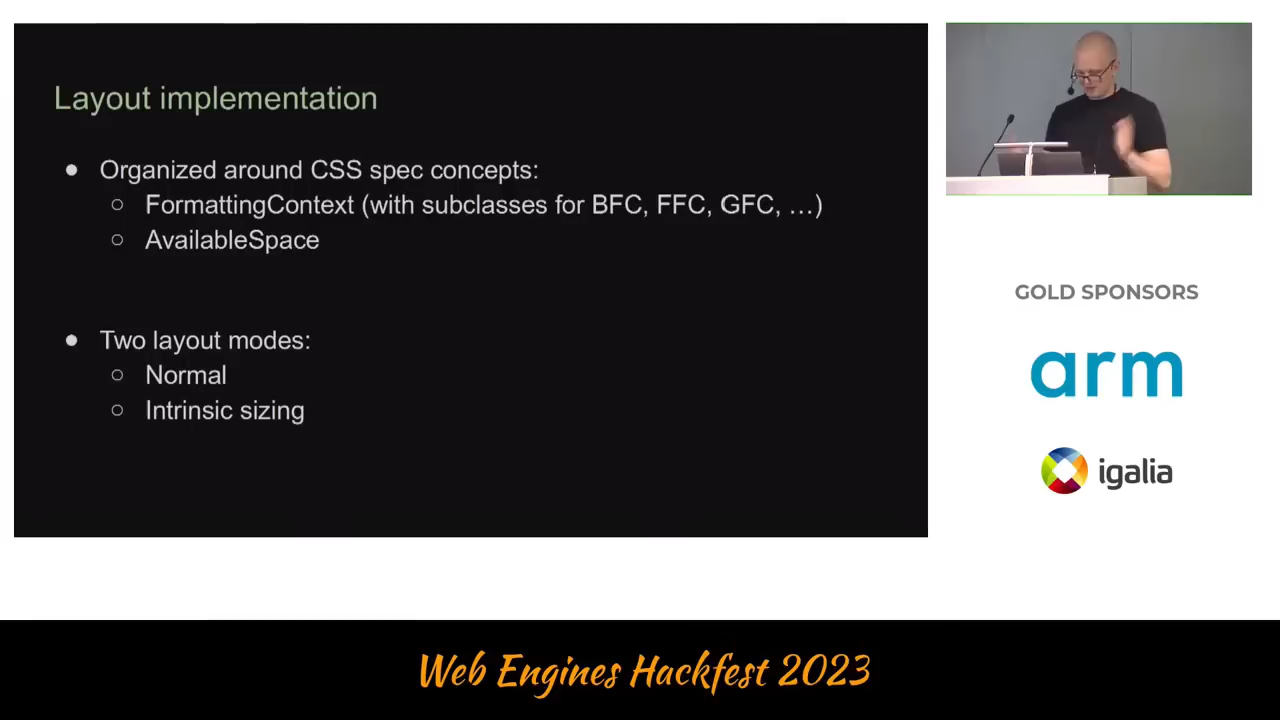 Layout implementation
● Organized around CSS spec concepts:
○ FormattingContext (with subclasses for BFC, FFC, GFC, …)
○ AvailableSpace
● Two layout modes:
○ Normal
○ Intrinsic sizing
GOLD SPONSORS
arm
igalia
Web Engines Hackfest 2023